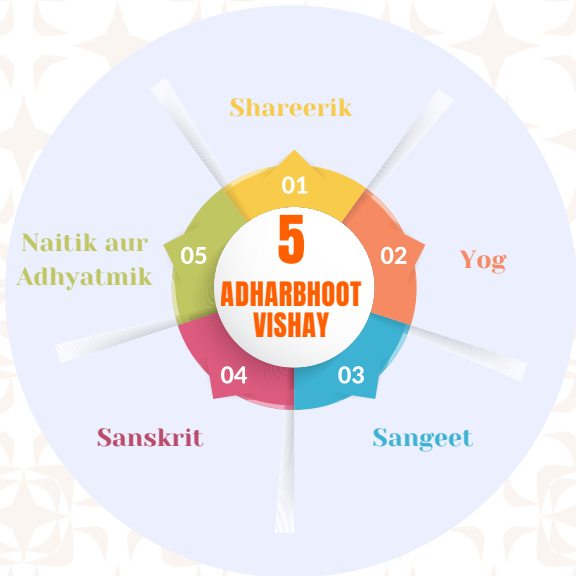 Shareerik
01
5
ADHARBHOOT
VISHAY
02
Yog
03
Sangeet
04
Sanskrit
05
Naitik aur
Adhyatmik